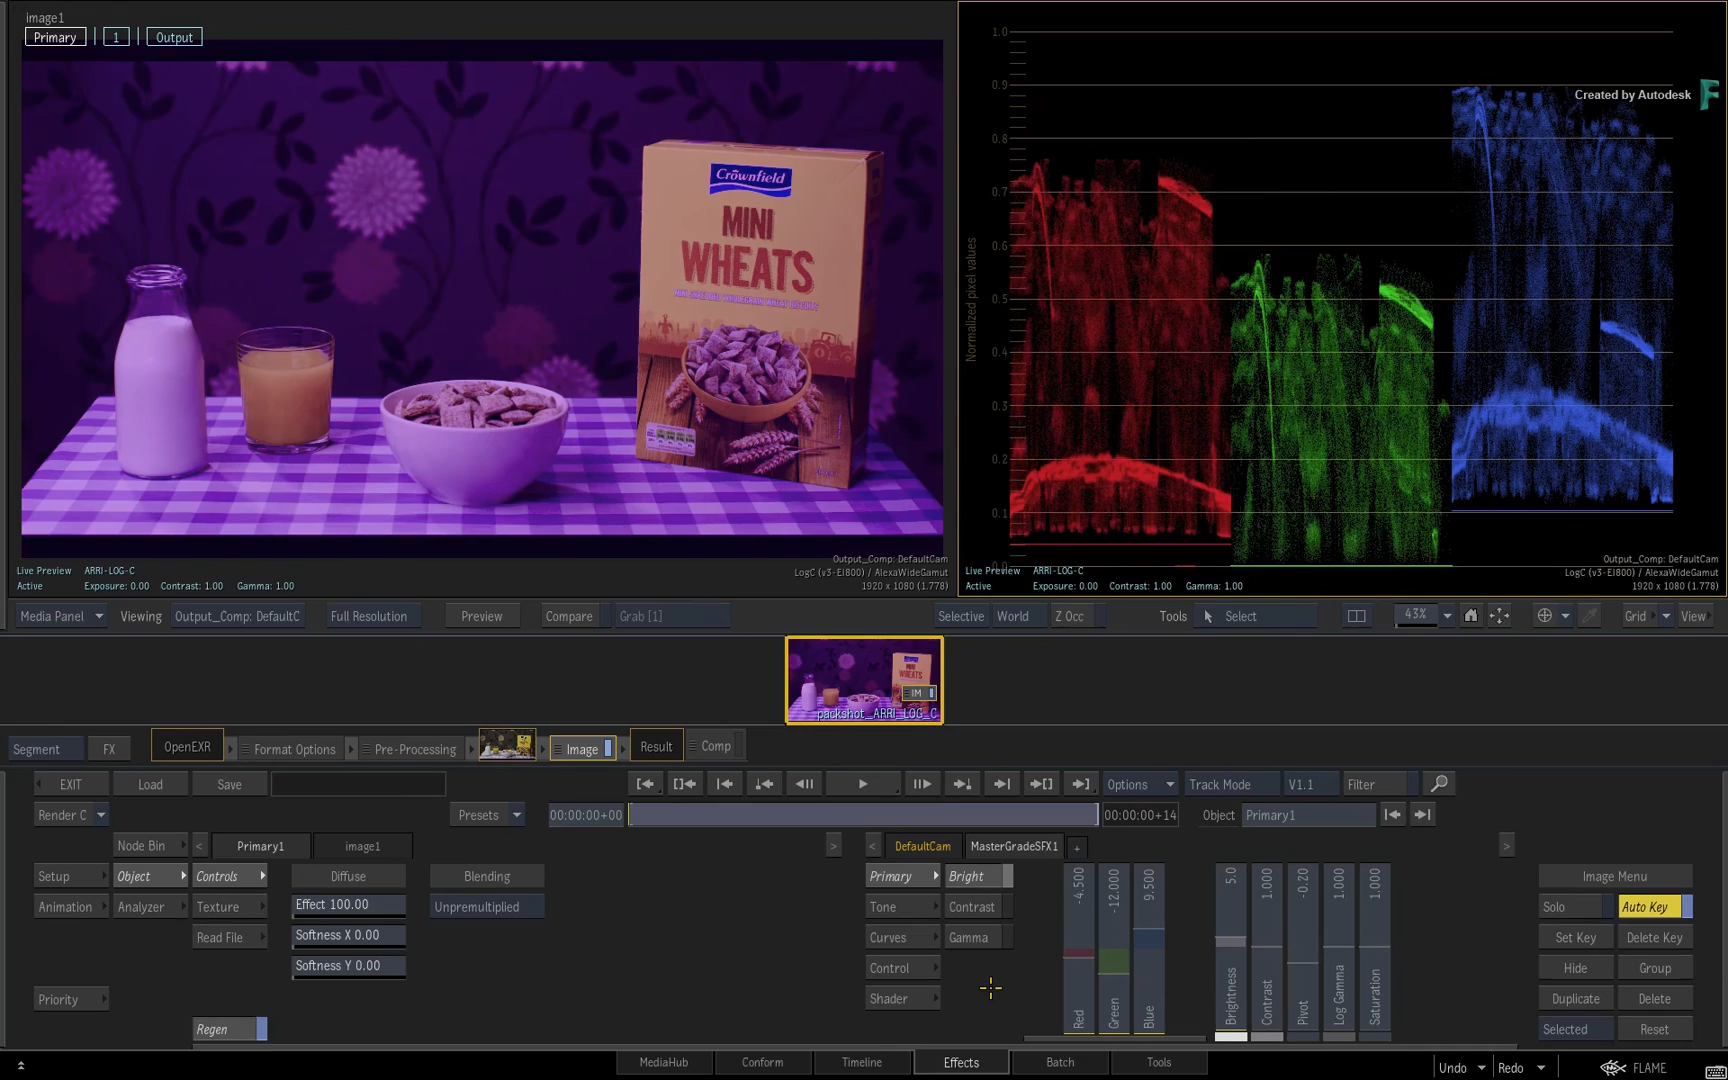 image1
Primary | 1 | Output
Crownfield
MINI
WHEATS
Live Preview ARRI-LOG-C
Active Exposure: 0.00 Contrast: 1.00 Gamma: 1.00
Output_Comp: DefaultCam
LogC (v3-EI800) / AlexaWideGamut
1920 x 1080 (1.778)
1.0
0.9
0.8
0.7
0.6
0.5
0.4
0.3
0.2
0.1
0.0
Normalized pixel values
Created by Autodesk
Live Preview ARRI-LOG-C
Active Exposure: 0.00 Contrast: 1.00 Gamma: 1.00
Output_Comp: DefaultCam
LogC (v3-EI800) / AlexaWideGamut
1920 x 1080 (1.778)
Media Panel Viewing Output_Comp: DefaultC Full Resolution Preview Compare Grab [1] Selective World Z Occ Tools Select 43% Grid View
MINI
WHEATS
IM
packshot_ARRI_LOG_C
Segment FX OpenEXR Format Options Pre-Processing Image Result Comp
EXIT Load Save Options Track Mode V1.1 Filter
Render C Presets 00:00:00+00 00:00:00+14 Object Primary1
Node Bin < Primary1 image1 > < DefaultCam MasterGradeSFX1 + >
Setup Object Controls Diffuse Blending Primary Bright -4.500 -12.000 9.500 5.0 1.000 -0.20 1.000 1.000 Image Menu
Animation Analyzer Texture Effect 100.00 Unpremultiplied Tone Contrast Solo Auto Key
Read File Softness X 0.00 Curves Gamma Set Key Delete Key
Softness Y 0.00 Control Hide Group
Priority Shader Red Green Blue Brightness Contrast Pivot Log Gamma Saturation Duplicate Delete
Regen Selected Reset
MediaHub Conform Timeline Effects Batch Tools Undo Redo FLAME